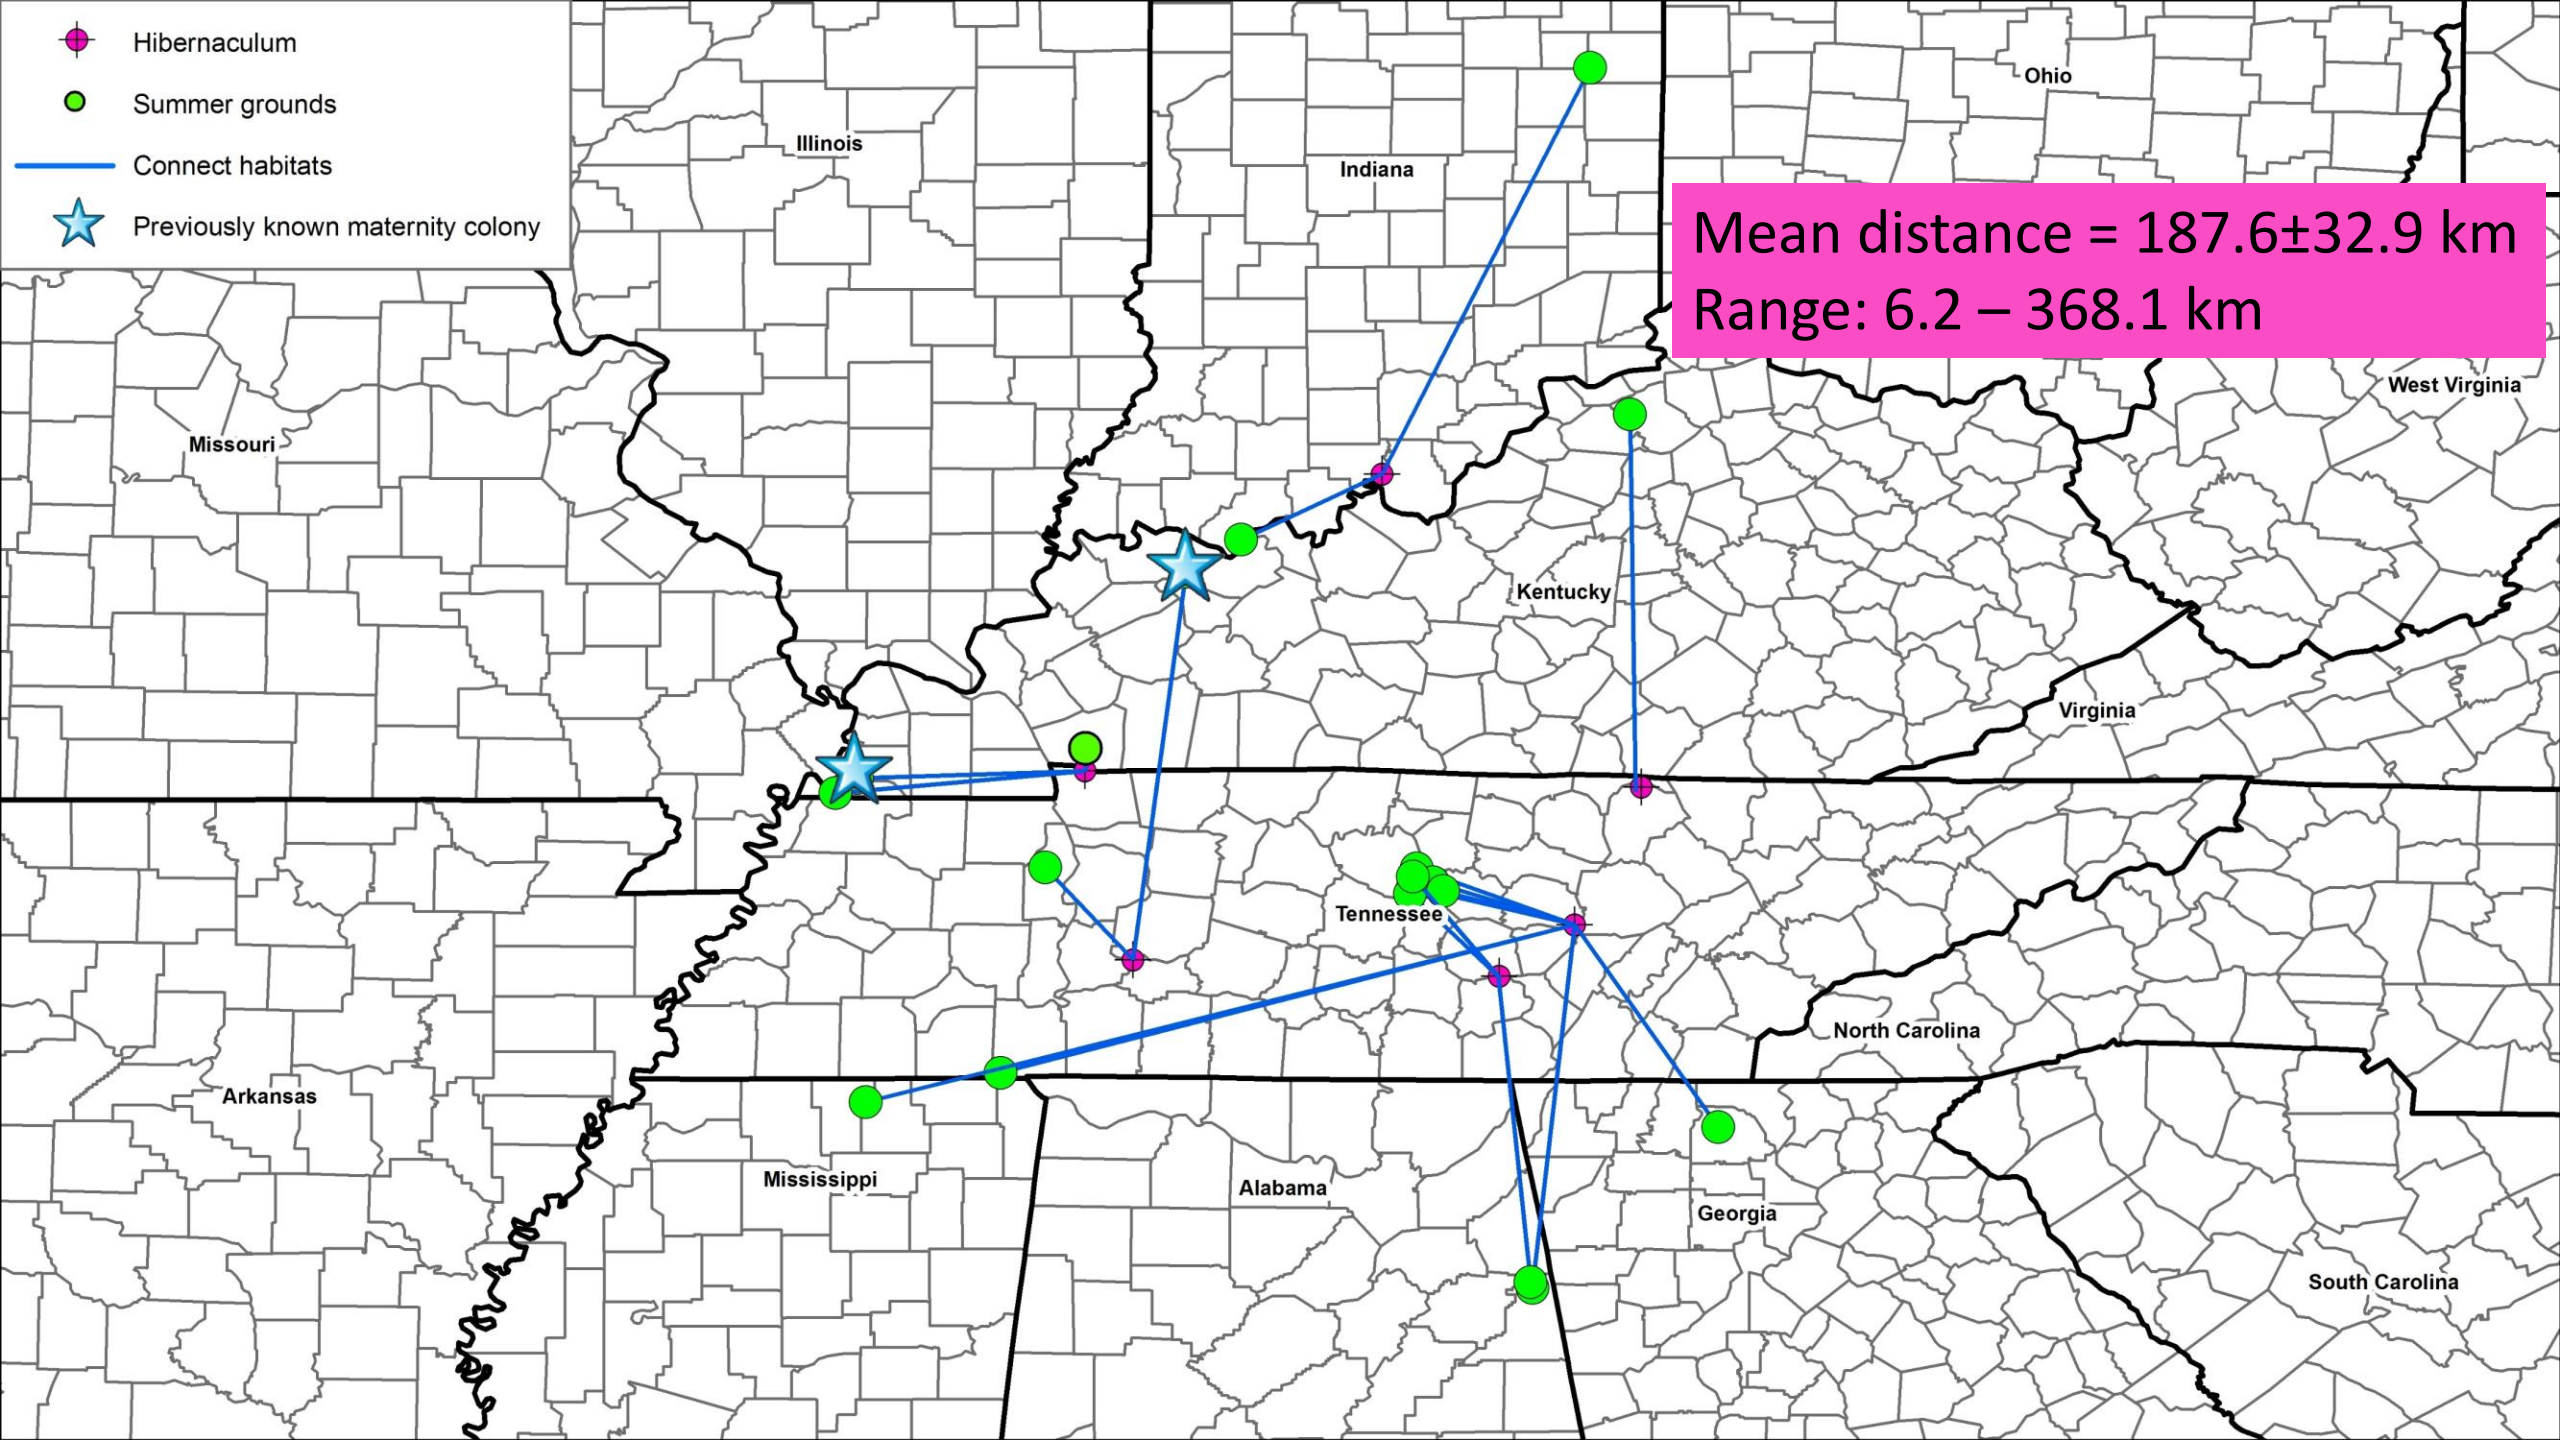 Hibernaculum
Summer grounds
Connect habitats
Previously known maternity colony
Ohio
Illinois
Indiana
Mean distance = 187.6±32.9 km
Range: 6.2 – 368.1 km
West Virginia
Missouri
Kentucky
Virginia
Tennessee
North Carolina
Arkansas
Mississippi
Alabama
Georgia
South Carolina